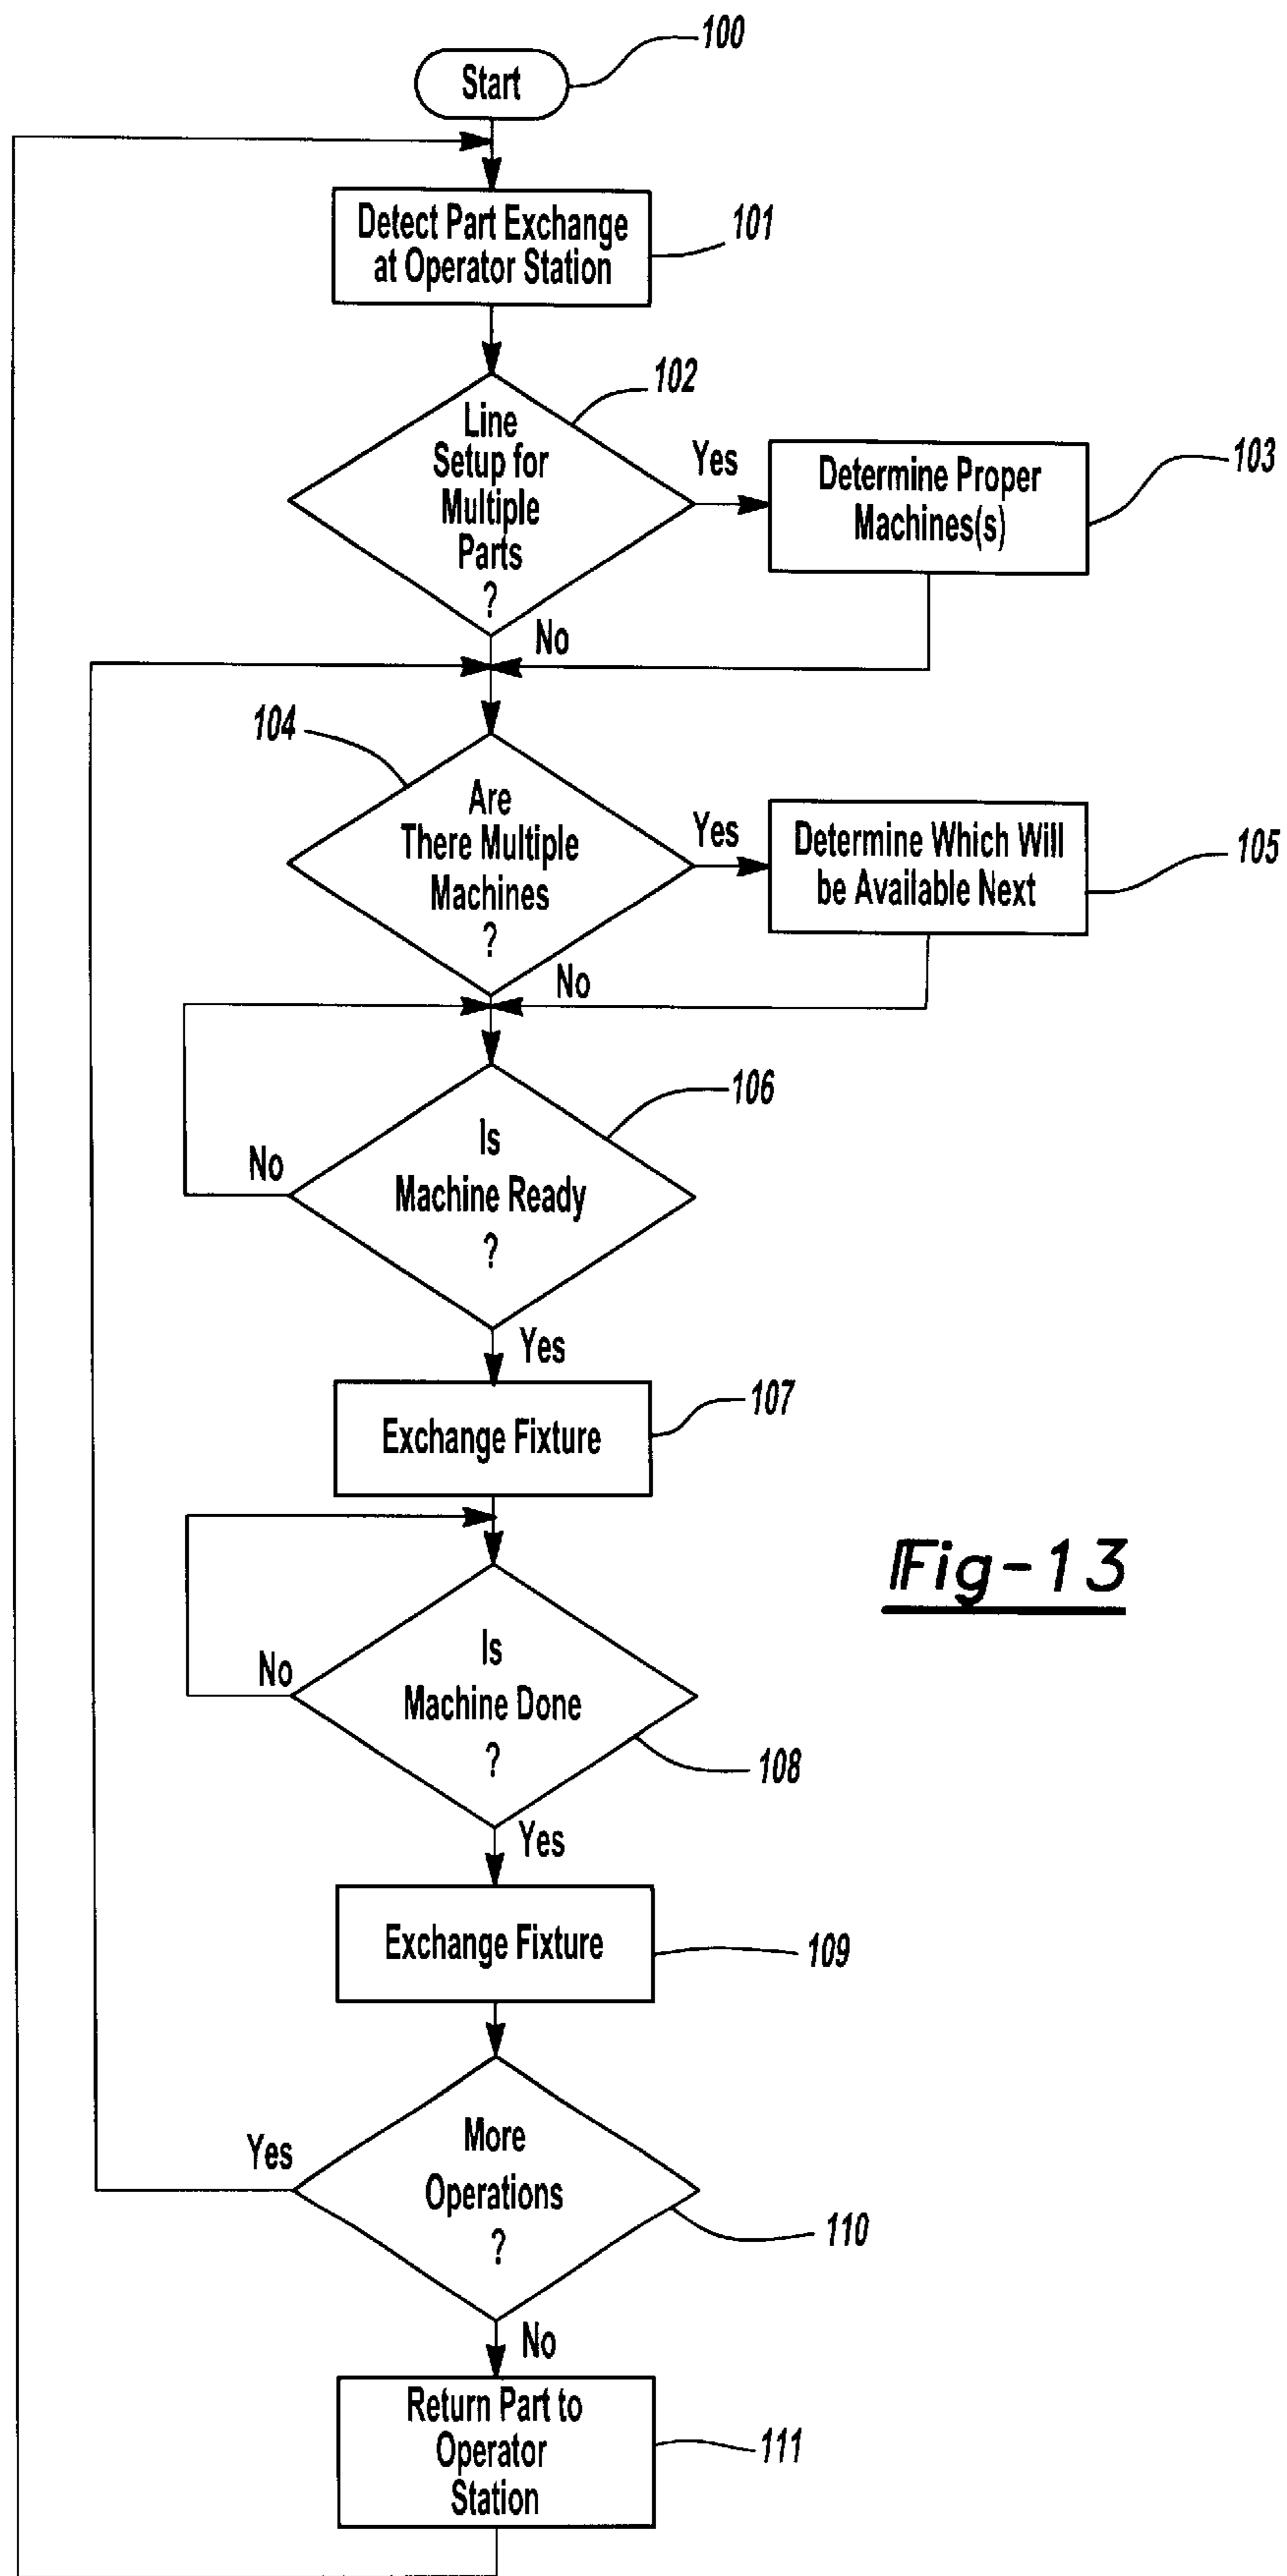 100
Start
Detect Part Exchange
at Operator Station
101
102
Line
Setup for
Multiple
Parts
?
Yes
Determine Proper
Machines(s)
103
No
104
Are
There Multiple
Machines
?
Yes
Determine Which Will
be Available Next
105
No
106
Is
Machine Ready
?
No
Yes
Exchange Fixture
107
Is
Machine Done
?
No
108
Yes
Exchange Fixture
109
More
Operations
?
Yes
110
No
Return Part to
Operator
Station
111
Fig-13